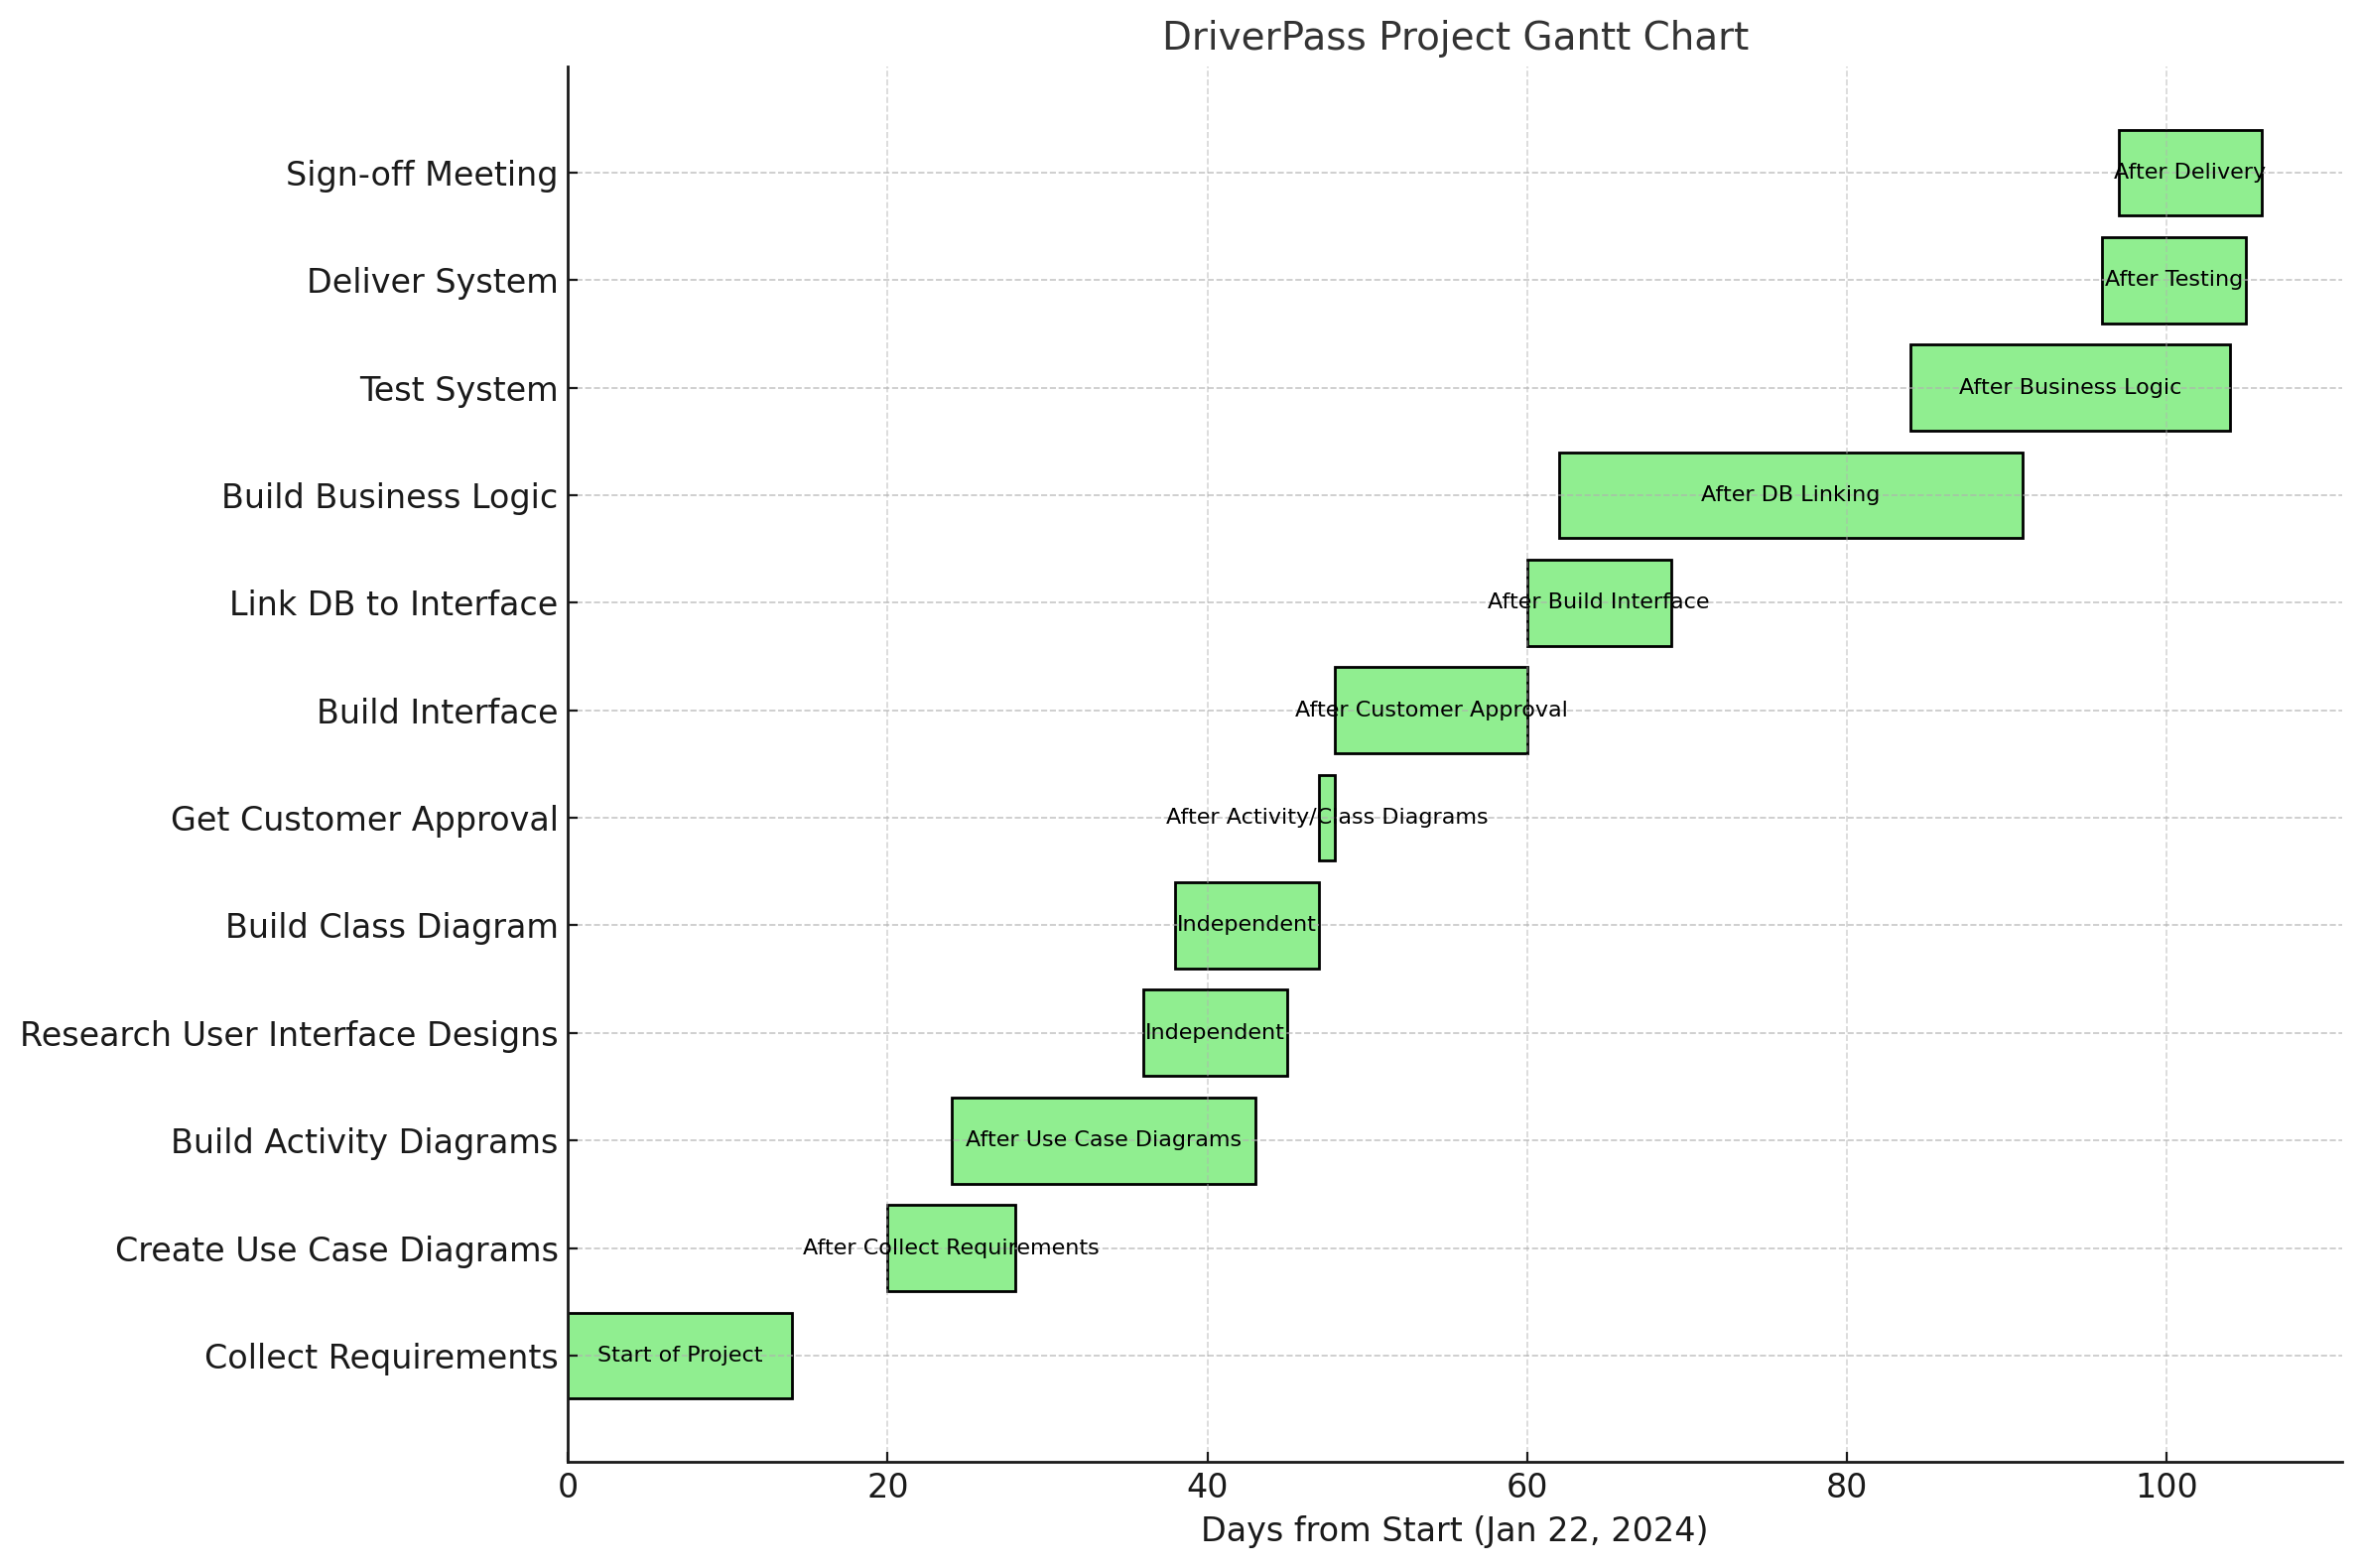 DriverPass Project Gantt Chart
Sign-off Meeting
After Delivery
Deliver System
After Testing
Test System
After Business Logic
Build Business Logic
After DB Linking
Link DB to Interface
After Build Interface
Build Interface
After Customer Approval
Get Customer Approval
After Activity/Class Diagrams
Build Class Diagram
Independent
Research User Interface Designs
Independent
Build Activity Diagrams
After Use Case Diagrams
Create Use Case Diagrams
After Collect Requirements
Collect Requirements
Start of Project
0 20 40 60 80 100
Days from Start (Jan 22, 2024)